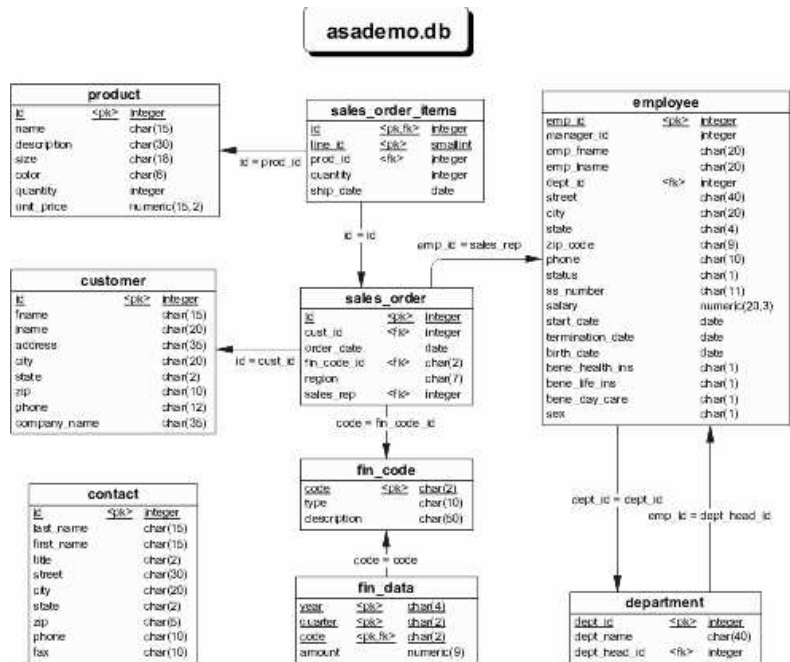 asademo.db
product
id <pk> integer
name char(15)
description char(30)
size char(18)
color char(6)
quantity integer
unit_price numeric(15,2)
sales_order_items
id <pk,fk> integer
line_id <pk> smallint
prod_id <fk> integer
quantity integer
ship_date date
id = prod_id
id = id
emp_id = sales_rep
employee
emp_id <pk> integer
manager_id integer
emp_fname char(20)
emp_lname char(20)
dept_id <fk> integer
street char(40)
city char(20)
state char(4)
zip_code char(9)
phone char(10)
status char(1)
ss_number char(11)
salary numeric(20,3)
start_date date
termination_date date
birth_date date
bene_health_ins char(1)
bene_life_ins char(1)
bene_day_care char(1)
sex char(1)
customer
id <pk> integer
fname char(15)
lname char(20)
address char(35)
city char(20)
state char(2)
zip char(10)
phone char(12)
company_name char(35)
id = cust_id
sales_order
id <pk> integer
cust_id <fk> integer
order_date date
fin_code_id <fk> char(2)
region char(7)
sales_rep <fk> integer
code = fin_code_id
fin_code
code <pk> char(2)
type char(10)
description char(50)
code = code
fin_data
year <pk> char(4)
quarter <pk> char(2)
code <pk,fk> char(2)
amount numeric(9)
contact
id <pk> integer
last_name char(15)
first_name char(15)
title char(2)
street char(30)
city char(20)
state char(2)
zip char(5)
phone char(10)
fax char(10)
dept_id = dept_id
emp_id = dept_head_id
department
dept_id <pk> integer
dept_name char(40)
dept_head_id <fk> integer